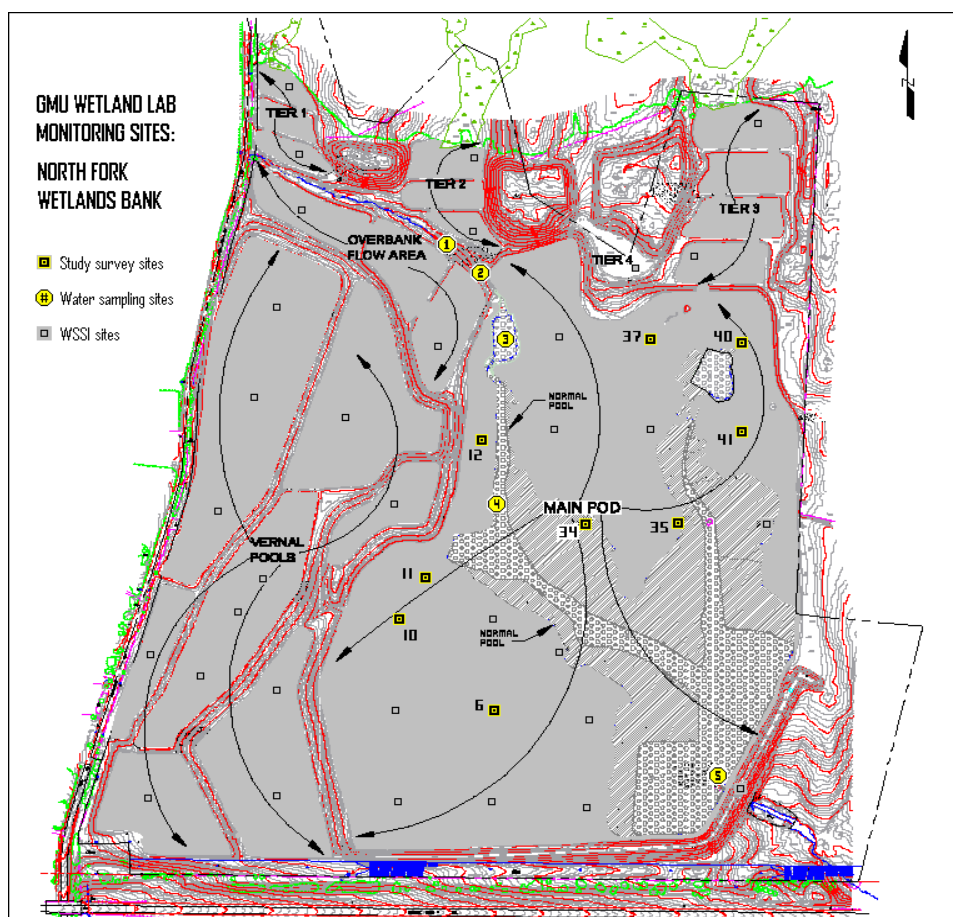 GMU WETLAND LAB
MONITORING SITES:
NORTH FORK
WETLANDS BANK
Study survey sites
# Water sampling sites
WSSI sites
N
TIER 1
TIER 2
TIER 3
TIER 4
OVERBANK
FLOW AREA
1
2
3
37
40
NORMAL
POOL
12
41
4
MAIN POD
34
35
VERNAL
POOLS
11
10
NORMAL
POOL
6
5